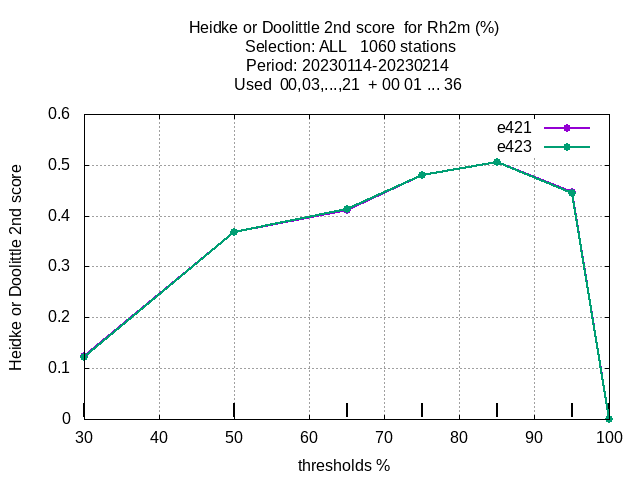 Heidke or Doolittle 2nd score  for Rh2m (%)
Selection: ALL   1060 stations
Period: 20230114-20230214
Used  00,03,...,21  + 00 01 ... 36
e421
e423
0.6
0.5
0.4
0.3
0.2
0.1
0
Heidke or Doolittle 2nd score
30 40 50 60 70 80 90 100
thresholds %